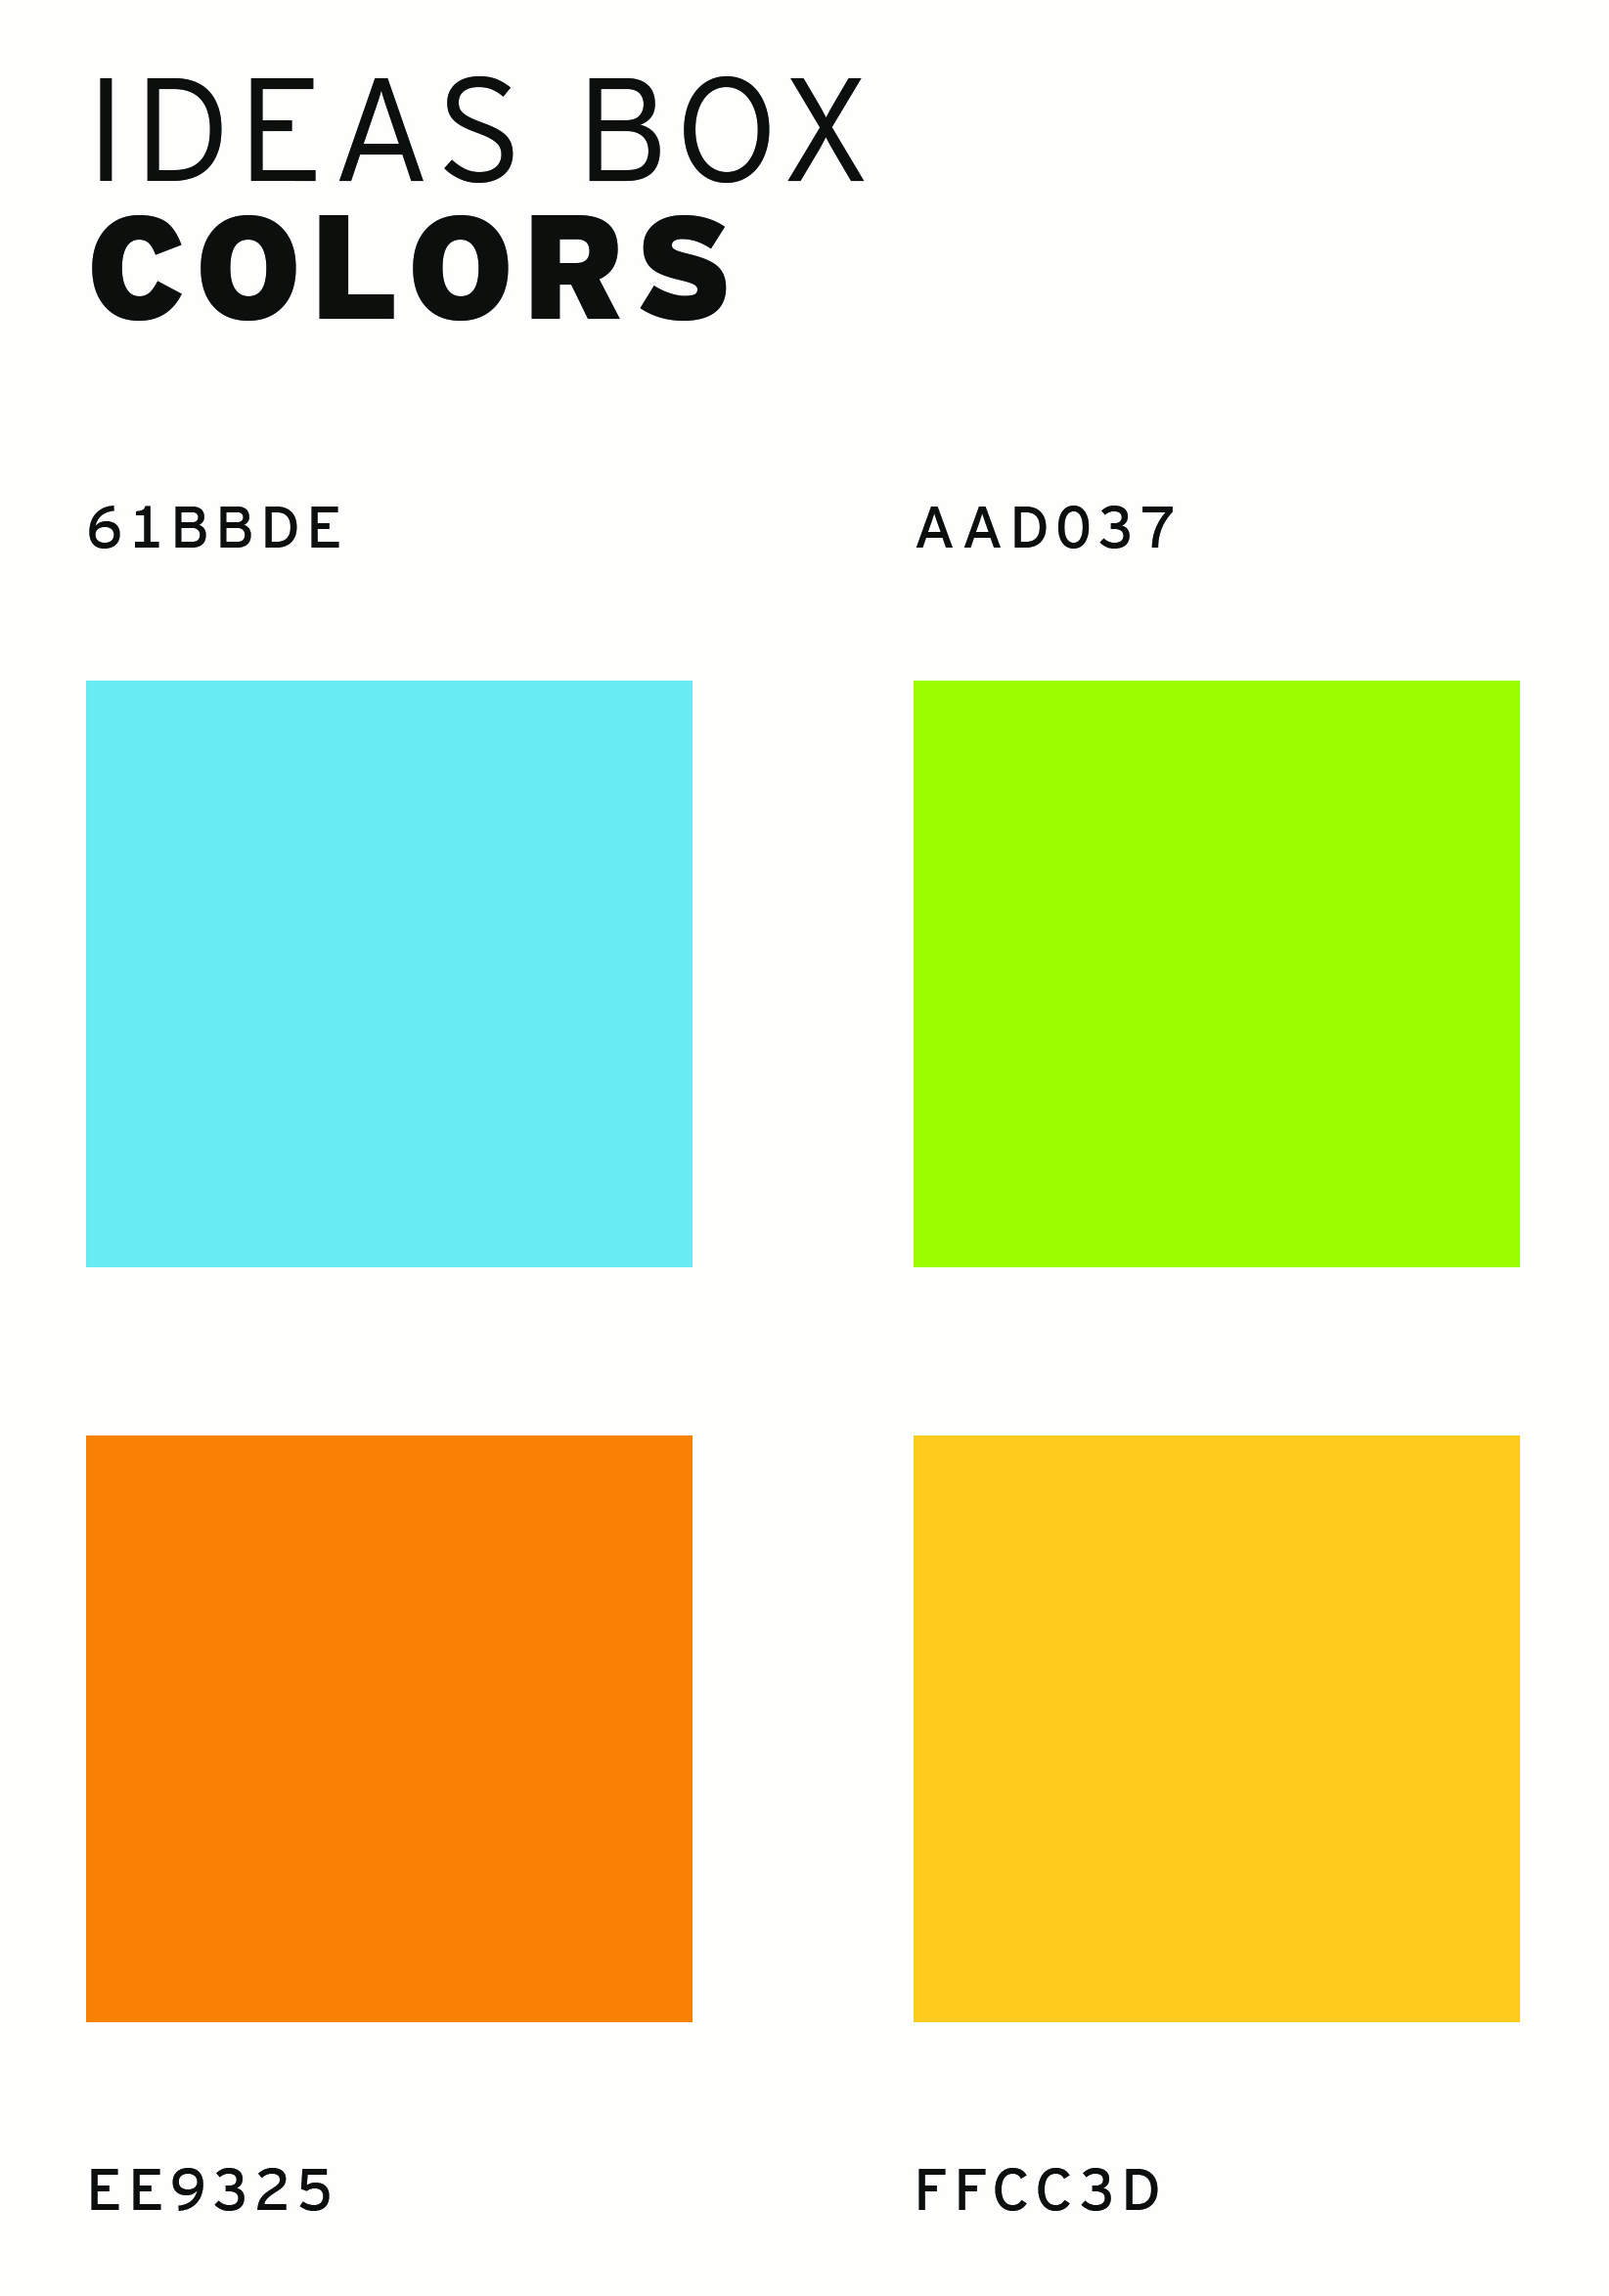 IDEAS BOX
COLORS
61BBDE
AAD037
EE9325
FFCC3D